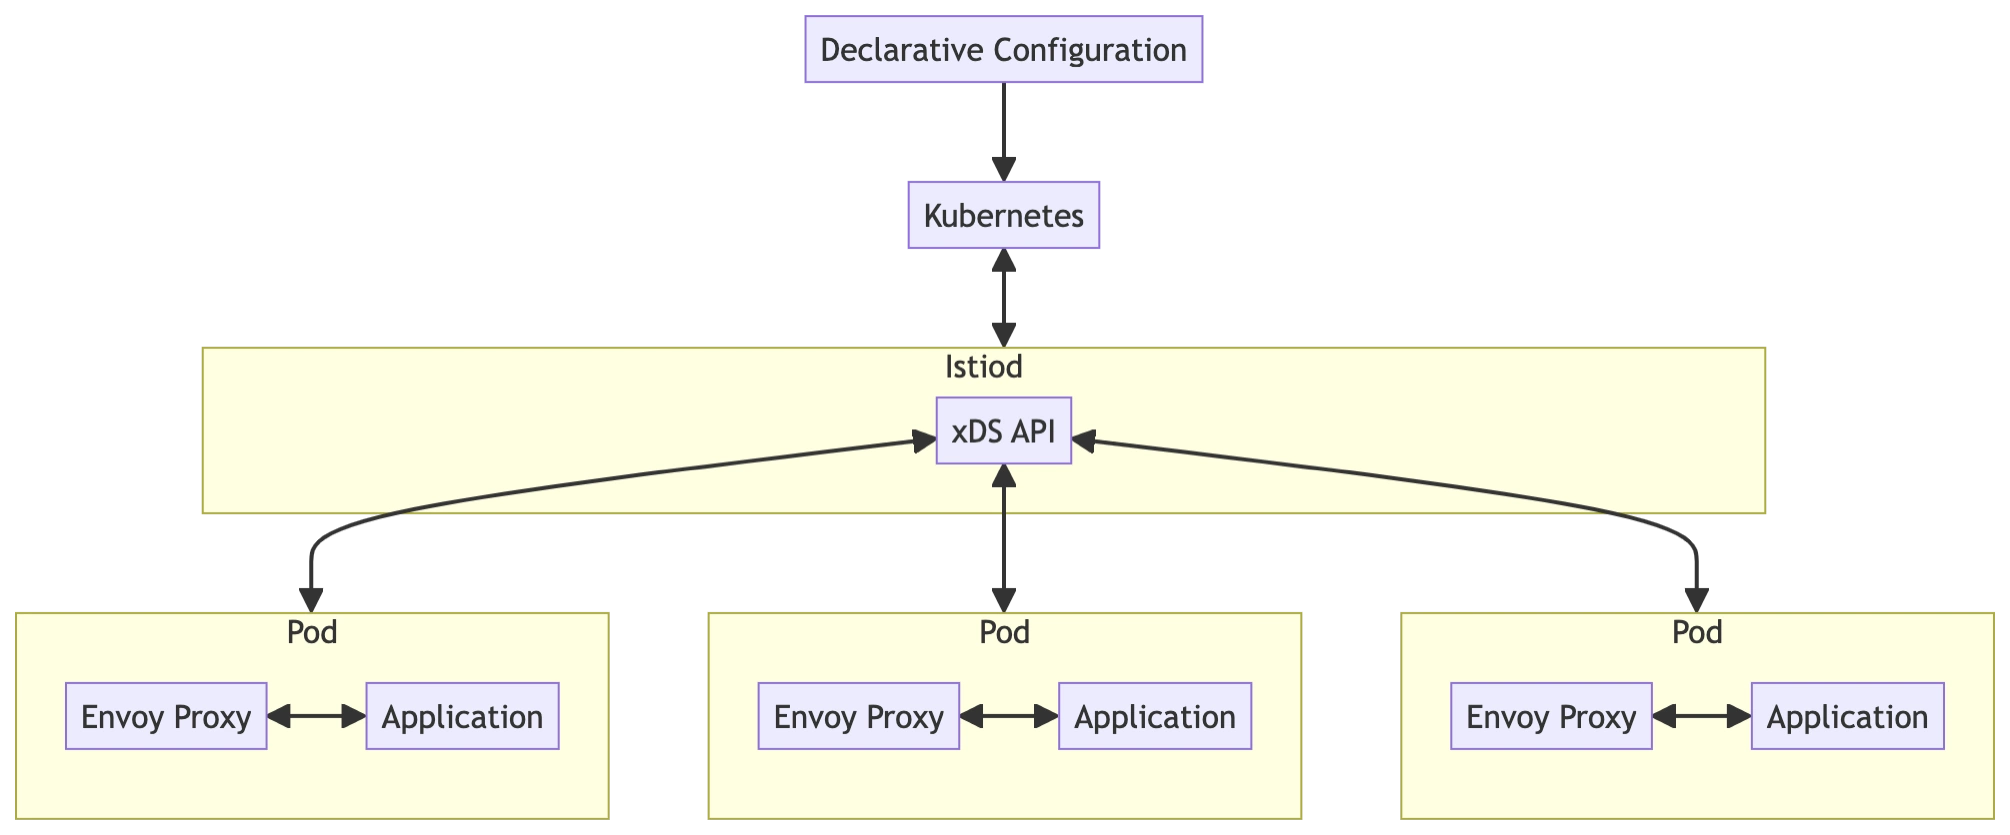 Declarative Configuration
Kubernetes
Istiod
xDS API
Pod
Envoy Proxy
Application
Pod
Envoy Proxy
Application
Pod
Envoy Proxy
Application